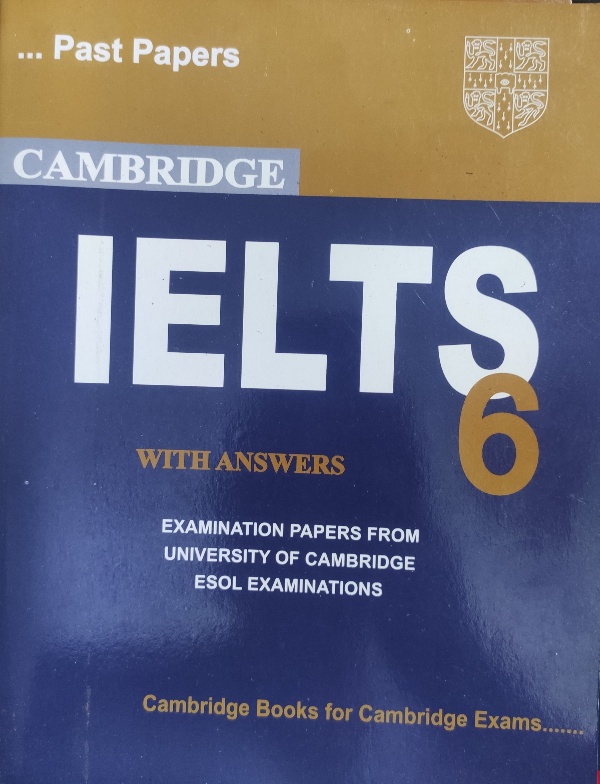 ... Past Papers
CAMBRIDGE
IELTS
6
WITH ANSWERS
EXAMINATION PAPERS FROM
UNIVERSITY OF CAMBRIDGE
ESOL EXAMINATIONS
Cambridge Books for Cambridge Exams.......